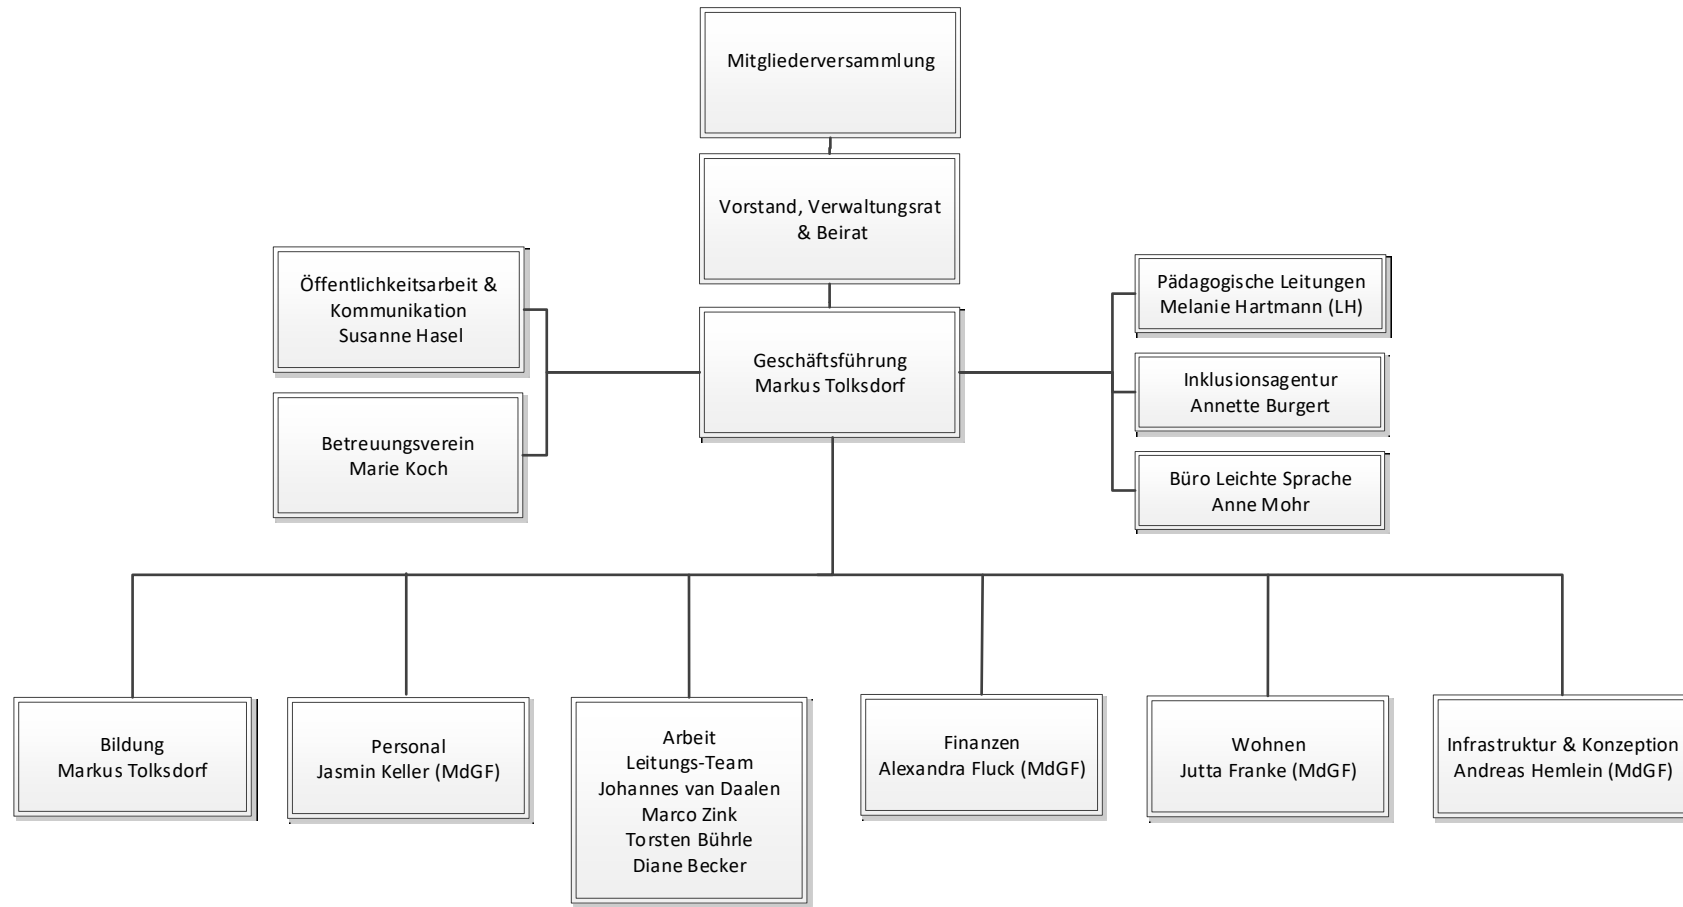 Mitgliederversammlung
Vorstand, Verwaltungsrat
& Beirat
Öffentlichkeitsarbeit &
Kommunikation
Susanne Hasel
Betreuungsverein
Marie Koch
Geschäftsführung
Markus Tolksdorf
Pädagogische Leitungen
Melanie Hartmann (LH)
Inklusionsagentur
Annette Burgert
Büro Leichte Sprache
Anne Mohr
Bildung
Markus Tolksdorf
Personal
Jasmin Keller (MdGF)
Arbeit
Leitungs-Team
Johannes van Daalen
Marco Zink
Torsten Bührle
Diane Becker
Finanzen
Alexandra Fluck (MdGF)
Wohnen
Jutta Franke (MdGF)
Infrastruktur & Konzeption
Andreas Hemlein (MdGF)